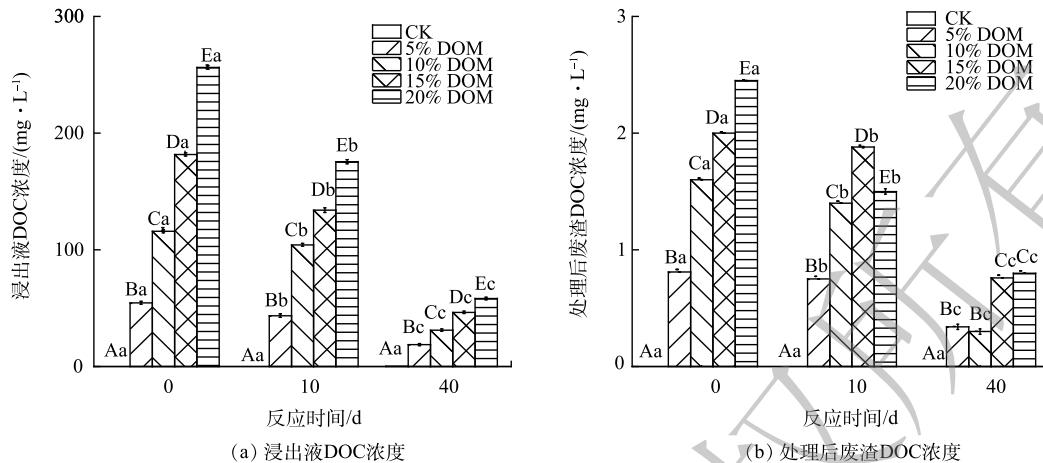 300
200
100
0
浸出液DOC浓度/(mg·L⁻¹)
CK
5% DOM
10% DOM
15% DOM
20% DOM
Aa Ba Ca Da Ea
Aa Bb Cb Db Eb
Aa Bc Cc Dc Ec
0 10 40
反应时间/d
(a) 浸出液DOC浓度
3
2
1
0
处理后废渣DOC浓度/(mg·L⁻¹)
CK
5% DOM
10% DOM
15% DOM
20% DOM
Aa Ba Ca Da Ea
Aa Bb Cb Db Eb
Aa Bc Bc Cc Cc
0 10 40
反应时间/d
(b) 处理后废渣DOC浓度
所有